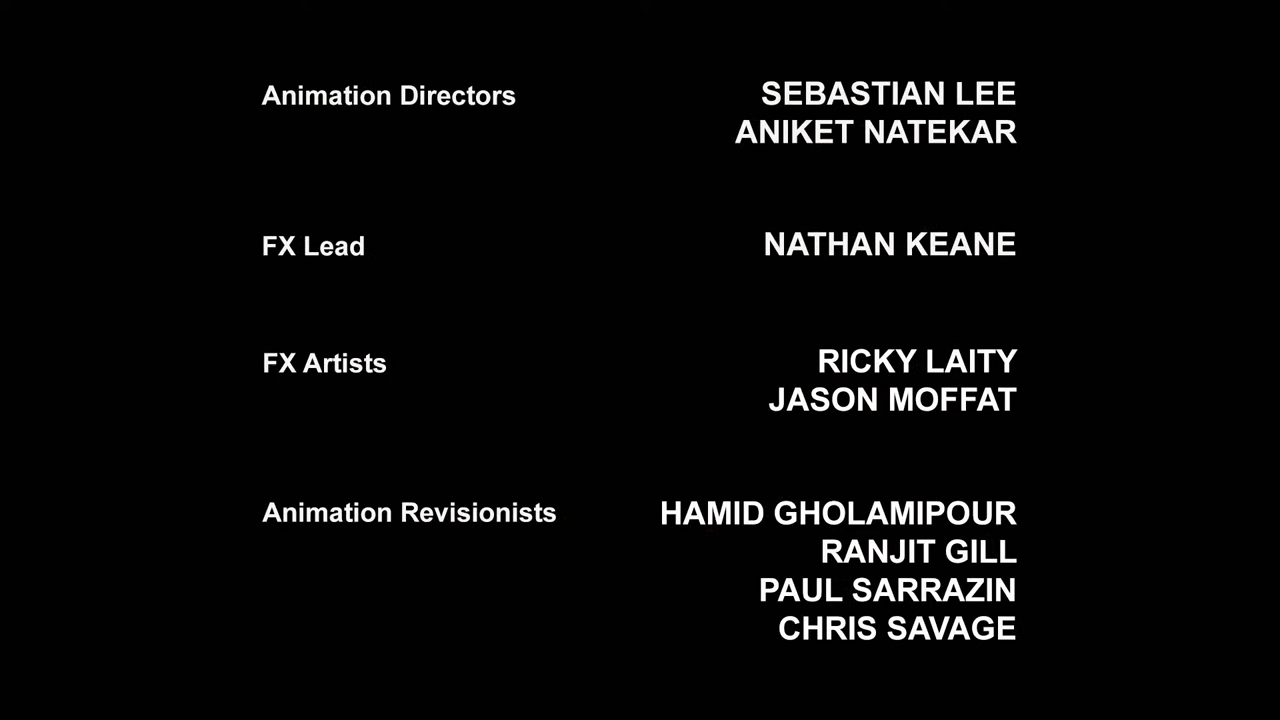 Animation Directors SEBASTIAN LEE
ANIKET NATEKAR
FX Lead NATHAN KEANE
FX Artists RICKY LAITY
JASON MOFFAT
Animation Revisionists HAMID GHOLAMIPOUR
RANJIT GILL
PAUL SARRAZIN
CHRIS SAVAGE